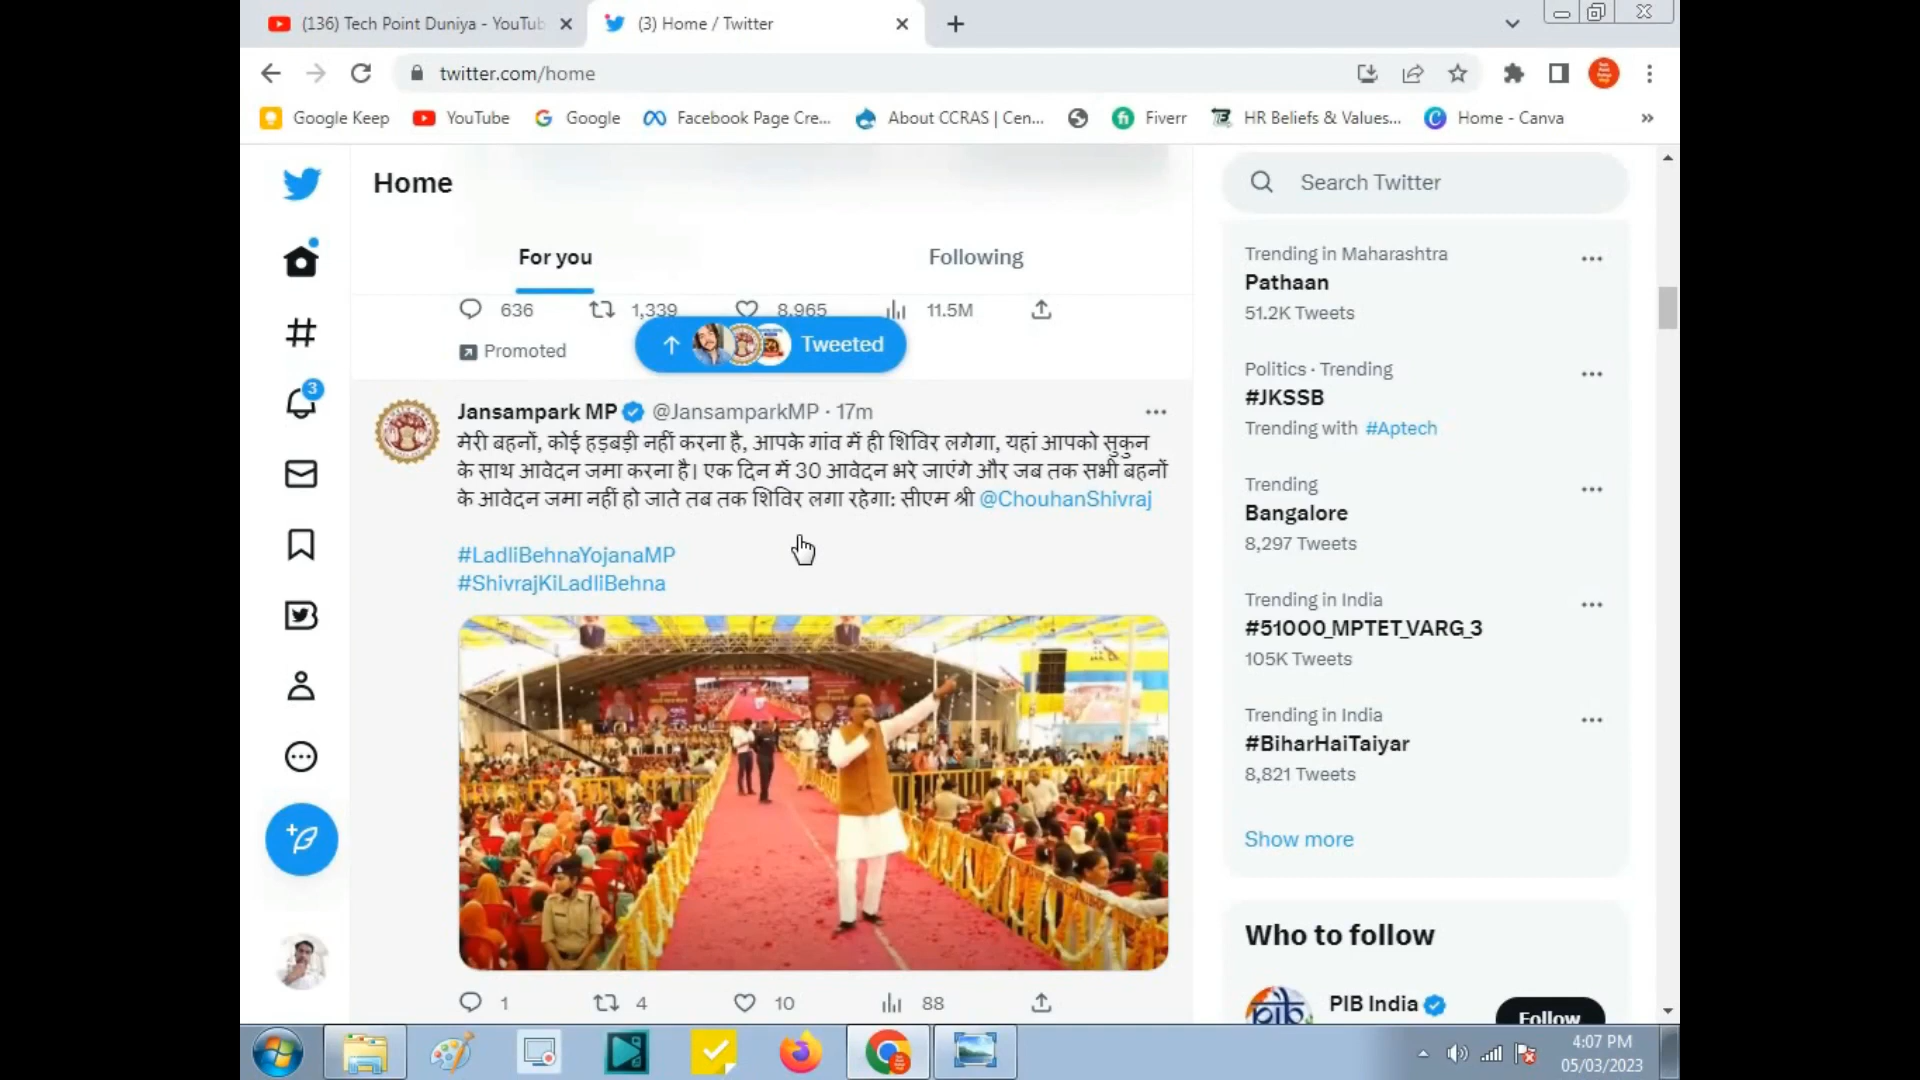 (136) Tech Point Duniya - YouTub
(3) Home / Twitter
twitter.com/home
Google Keep
YouTube
Google
Facebook Page Cre...
About CCRAS | Cen...
Fiverr
HR Beliefs & Values...
Home - Canva
»
Home
For you
Following
636
1,339
8,965
11.5M
Promoted
Tweeted
Jansampark MP @JansamparkMP · 17m
मेरी बहनों, कोई हड़बड़ी नहीं करना है, आपके गांव में ही शिविर लगेगा, यहां आपको सुकुन
के साथ आवेदन जमा करना है। एक दिन में 30 आवेदन भरे जाएंगे और जब तक सभी बहनों
के आवेदन जमा नहीं हो जाते तब तक शिविर लगा रहेगा: सीएम श्री @ChouhanShivraj
#LadliBehnaYojanaMP
#ShivrajKiLadliBehna
1
4
10
88
3
Search Twitter
Trending in Maharashtra
Pathaan
51.2K Tweets
Politics · Trending
#JKSSB
Trending with #Aptech
Trending
Bangalore
8,297 Tweets
Trending in India
#51000_MPTET_VARG_3
105K Tweets
Trending in India
#BiharHaiTaiyar
8,821 Tweets
Show more
Who to follow
pib
PIB India
Follow
4:07 PM
05/03/2023